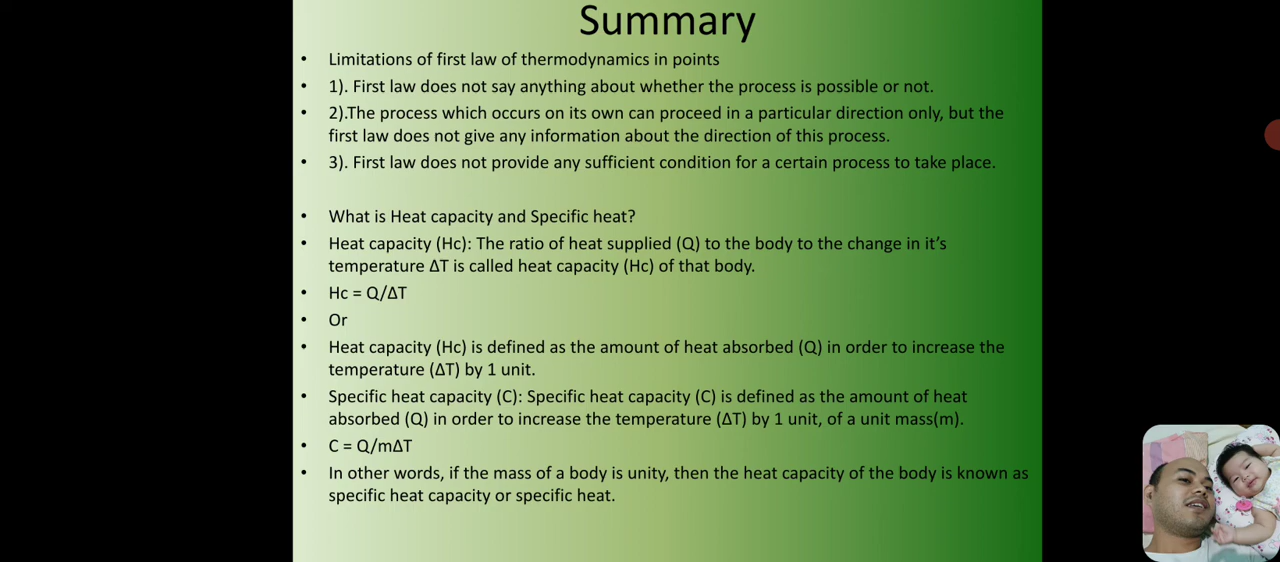 Summary
• Limitations of first law of thermodynamics in points
• 1). First law does not say anything about whether the process is possible or not.
• 2).The process which occurs on its own can proceed in a particular direction only, but the
first law does not give any information about the direction of this process.
• 3). First law does not provide any sufficient condition for a certain process to take place.
• What is Heat capacity and Specific heat?
• Heat capacity (Hc): The ratio of heat supplied (Q) to the body to the change in it’s
temperature ΔT is called heat capacity (Hc) of that body.
• Hc = Q/ΔT
• Or
• Heat capacity (Hc) is defined as the amount of heat absorbed (Q) in order to increase the
temperature (ΔT) by 1 unit.
• Specific heat capacity (C): Specific heat capacity (C) is defined as the amount of heat
absorbed (Q) in order to increase the temperature (ΔT) by 1 unit, of a unit mass(m).
• C = Q/mΔT
• In other words, if the mass of a body is unity, then the heat capacity of the body is known as
specific heat capacity or specific heat.